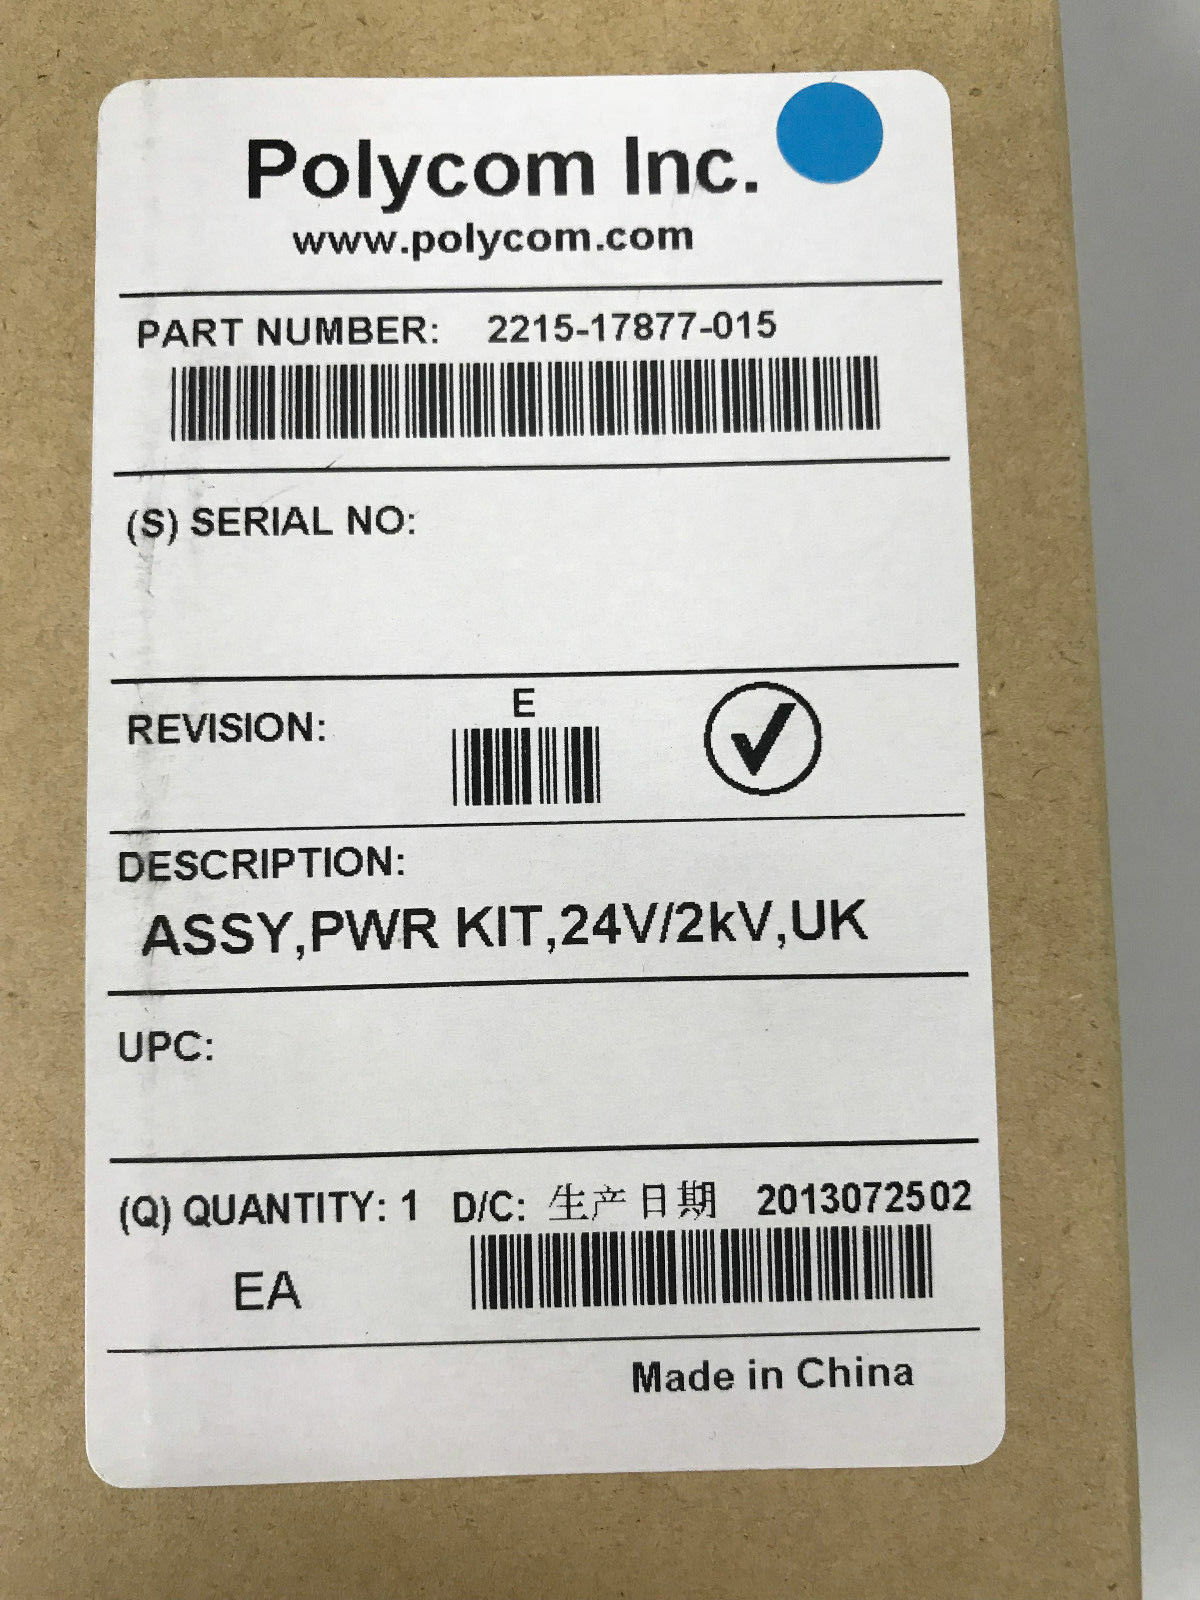 Polycom Inc.
www.polycom.com
PART NUMBER: 2215-17877-015
(S) SERIAL NO:
REVISION: E
DESCRIPTION:
ASSY,PWR KIT,24V/2kV,UK
UPC:
(Q) QUANTITY: 1 D/C: 生产日期 2013072502
EA
Made in China